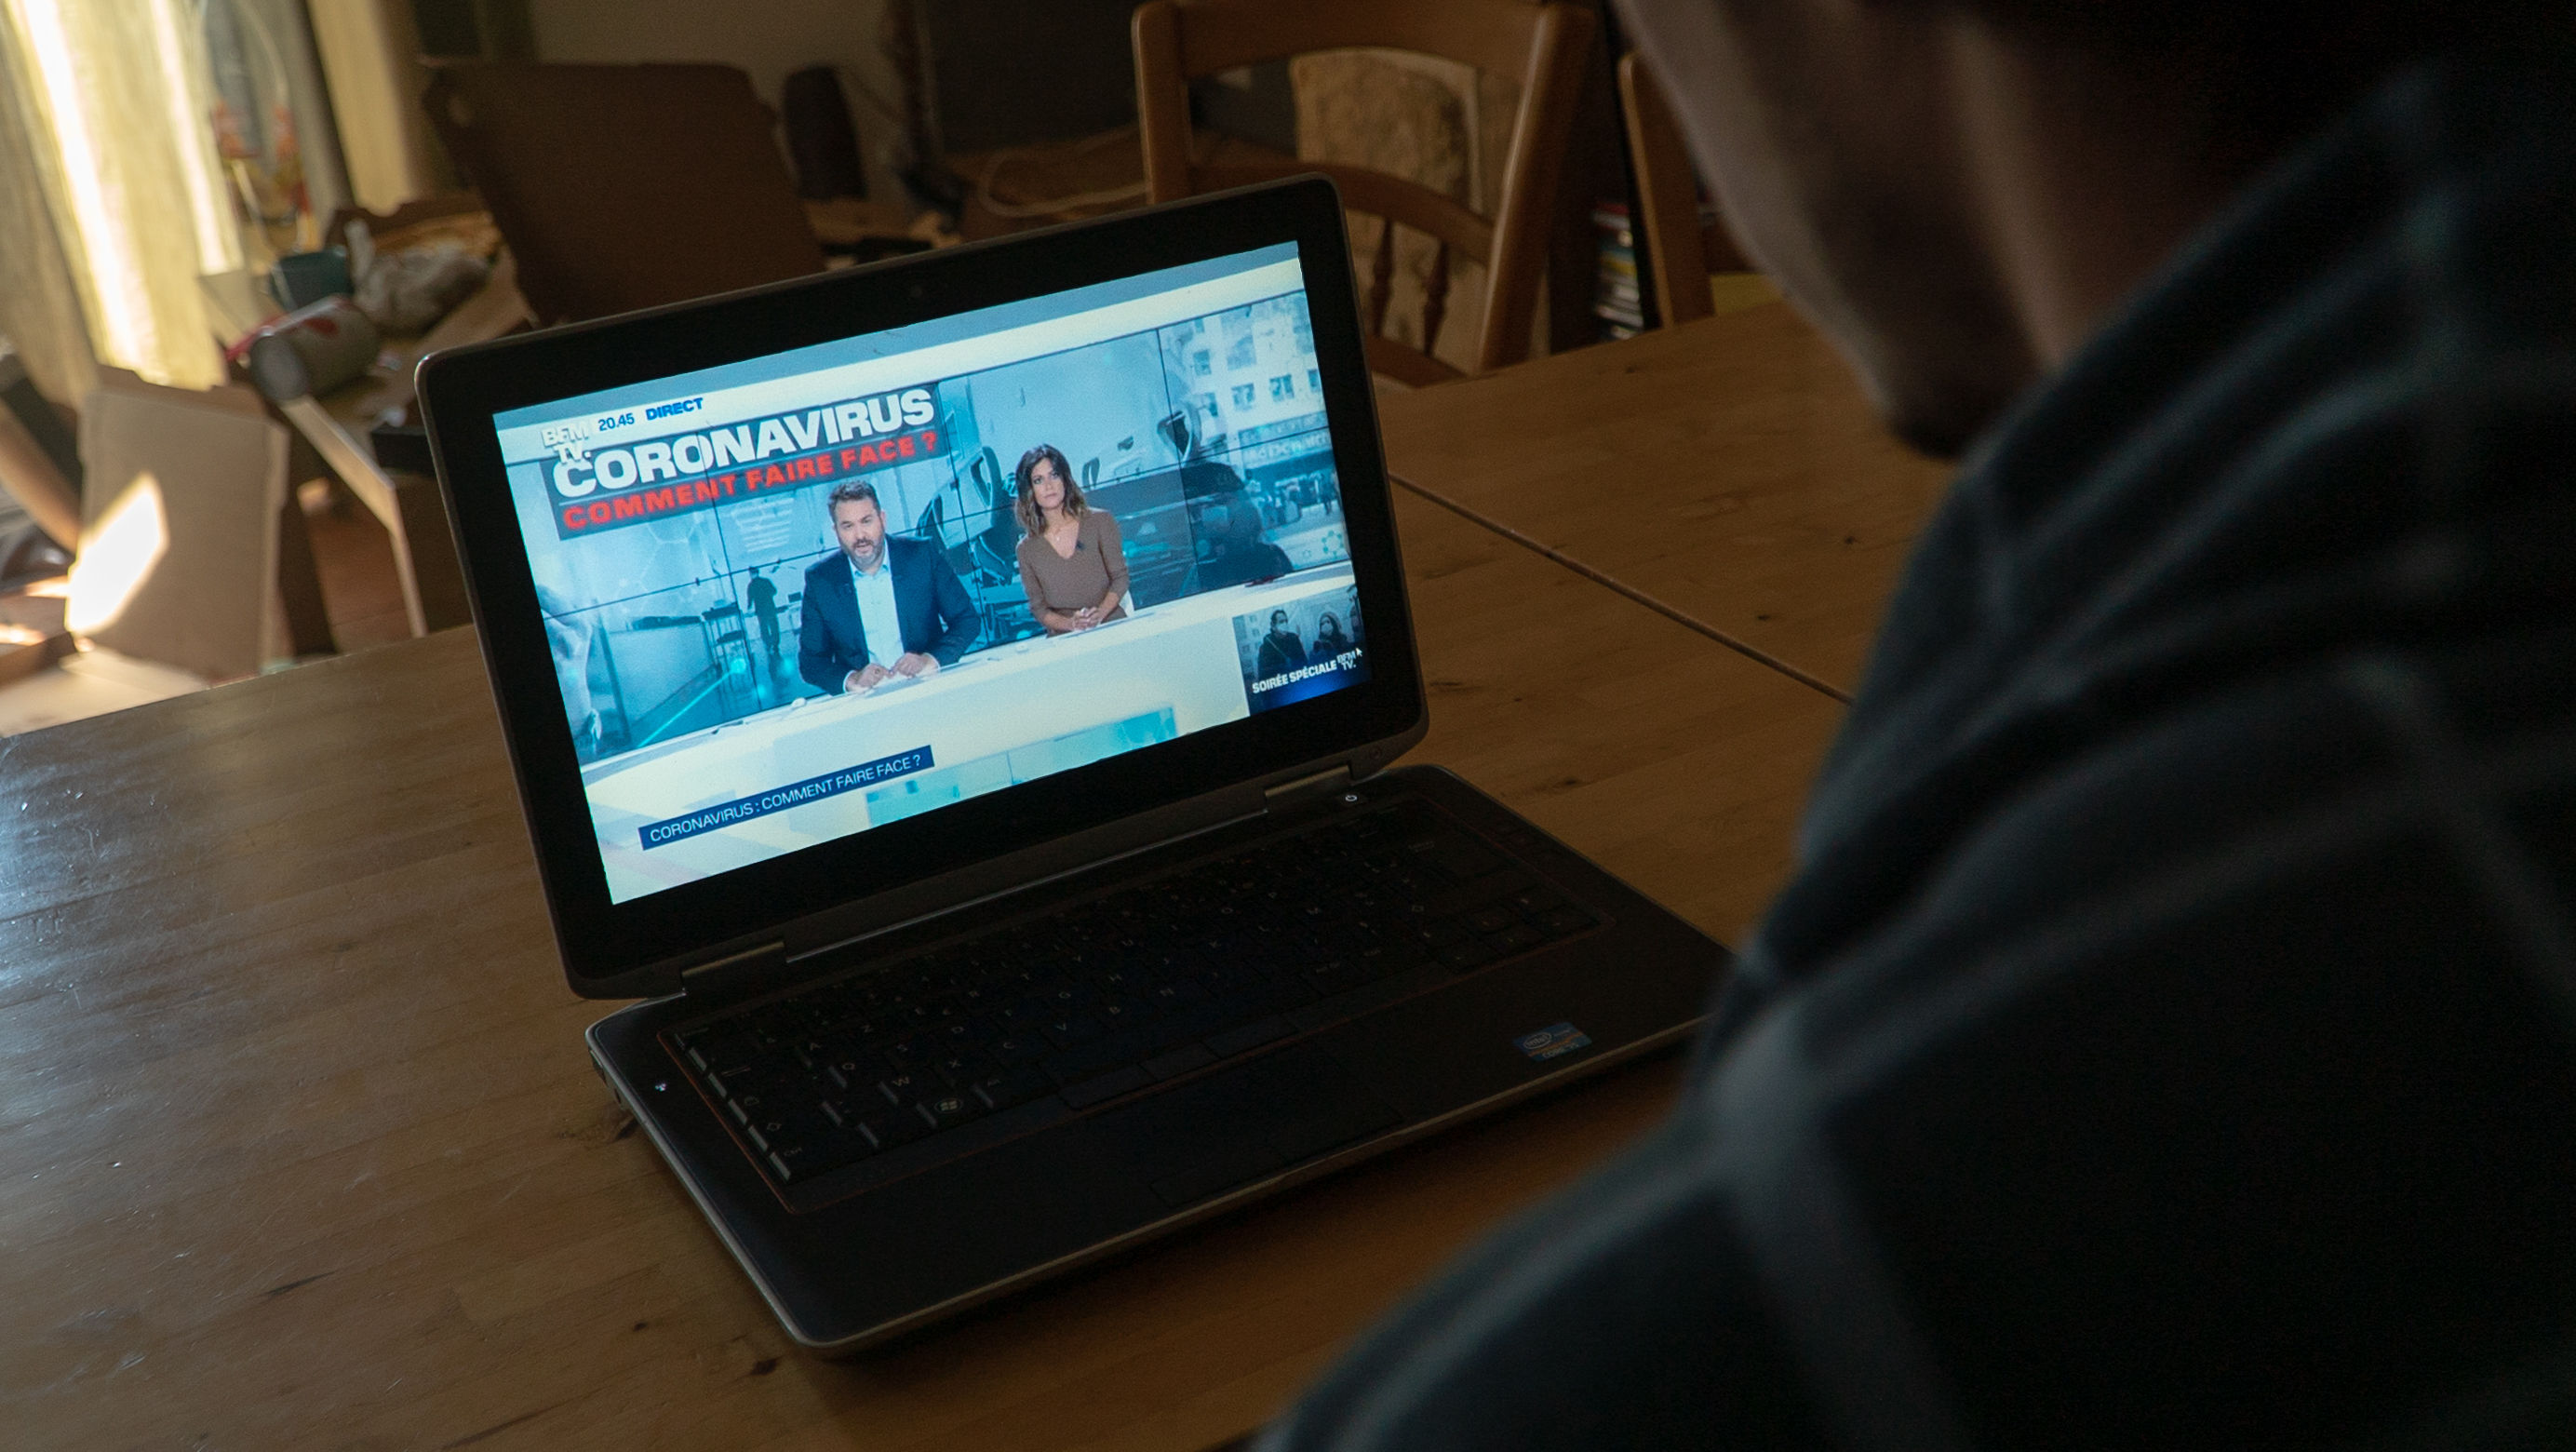 BFM
TV.
20.45 DIRECT
CORONAVIRUS
COMMENT FAIRE FACE ?
SOIRÉE SPÉCIALE BFM
TV.
CORONAVIRUS : COMMENT FAIRE FACE ?
intel
CORE i5